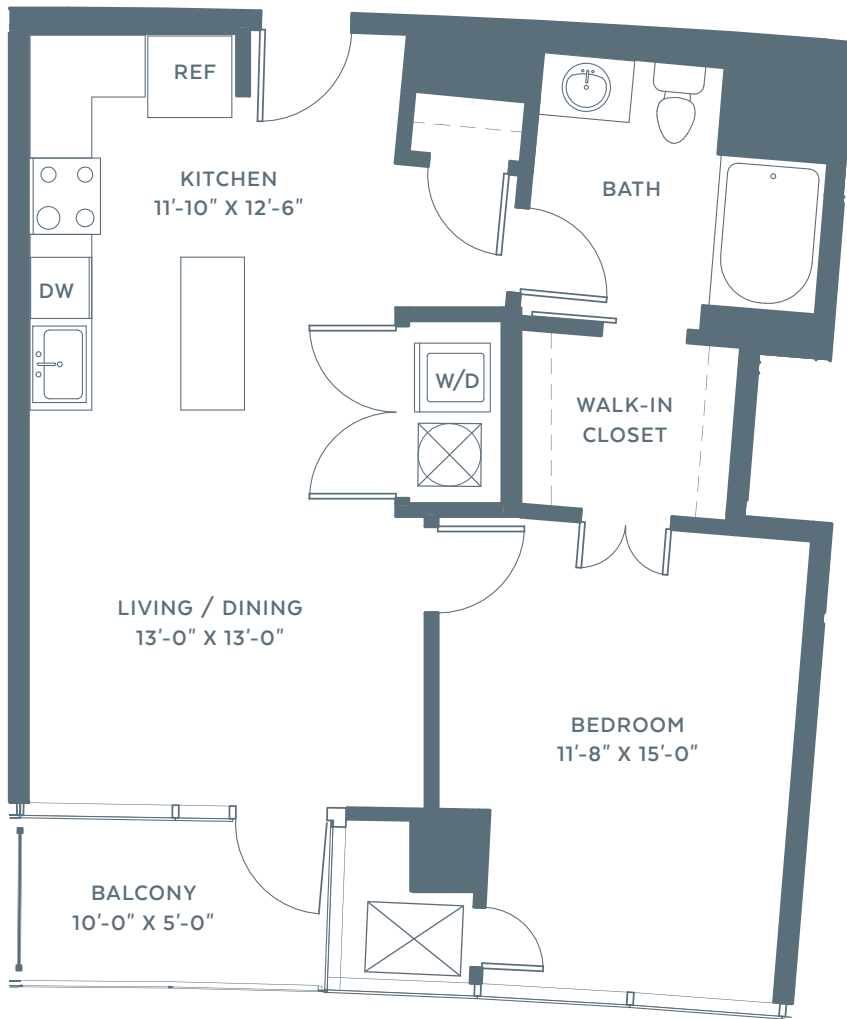 REF
KITCHEN
11'-10" X 12'-6"
BATH
DW
W/D
WALK-IN
CLOSET
LIVING / DINING
13'-0" X 13'-0"
BEDROOM
11'-8" X 15'-0"
BALCONY
10'-0" X 5'-0"